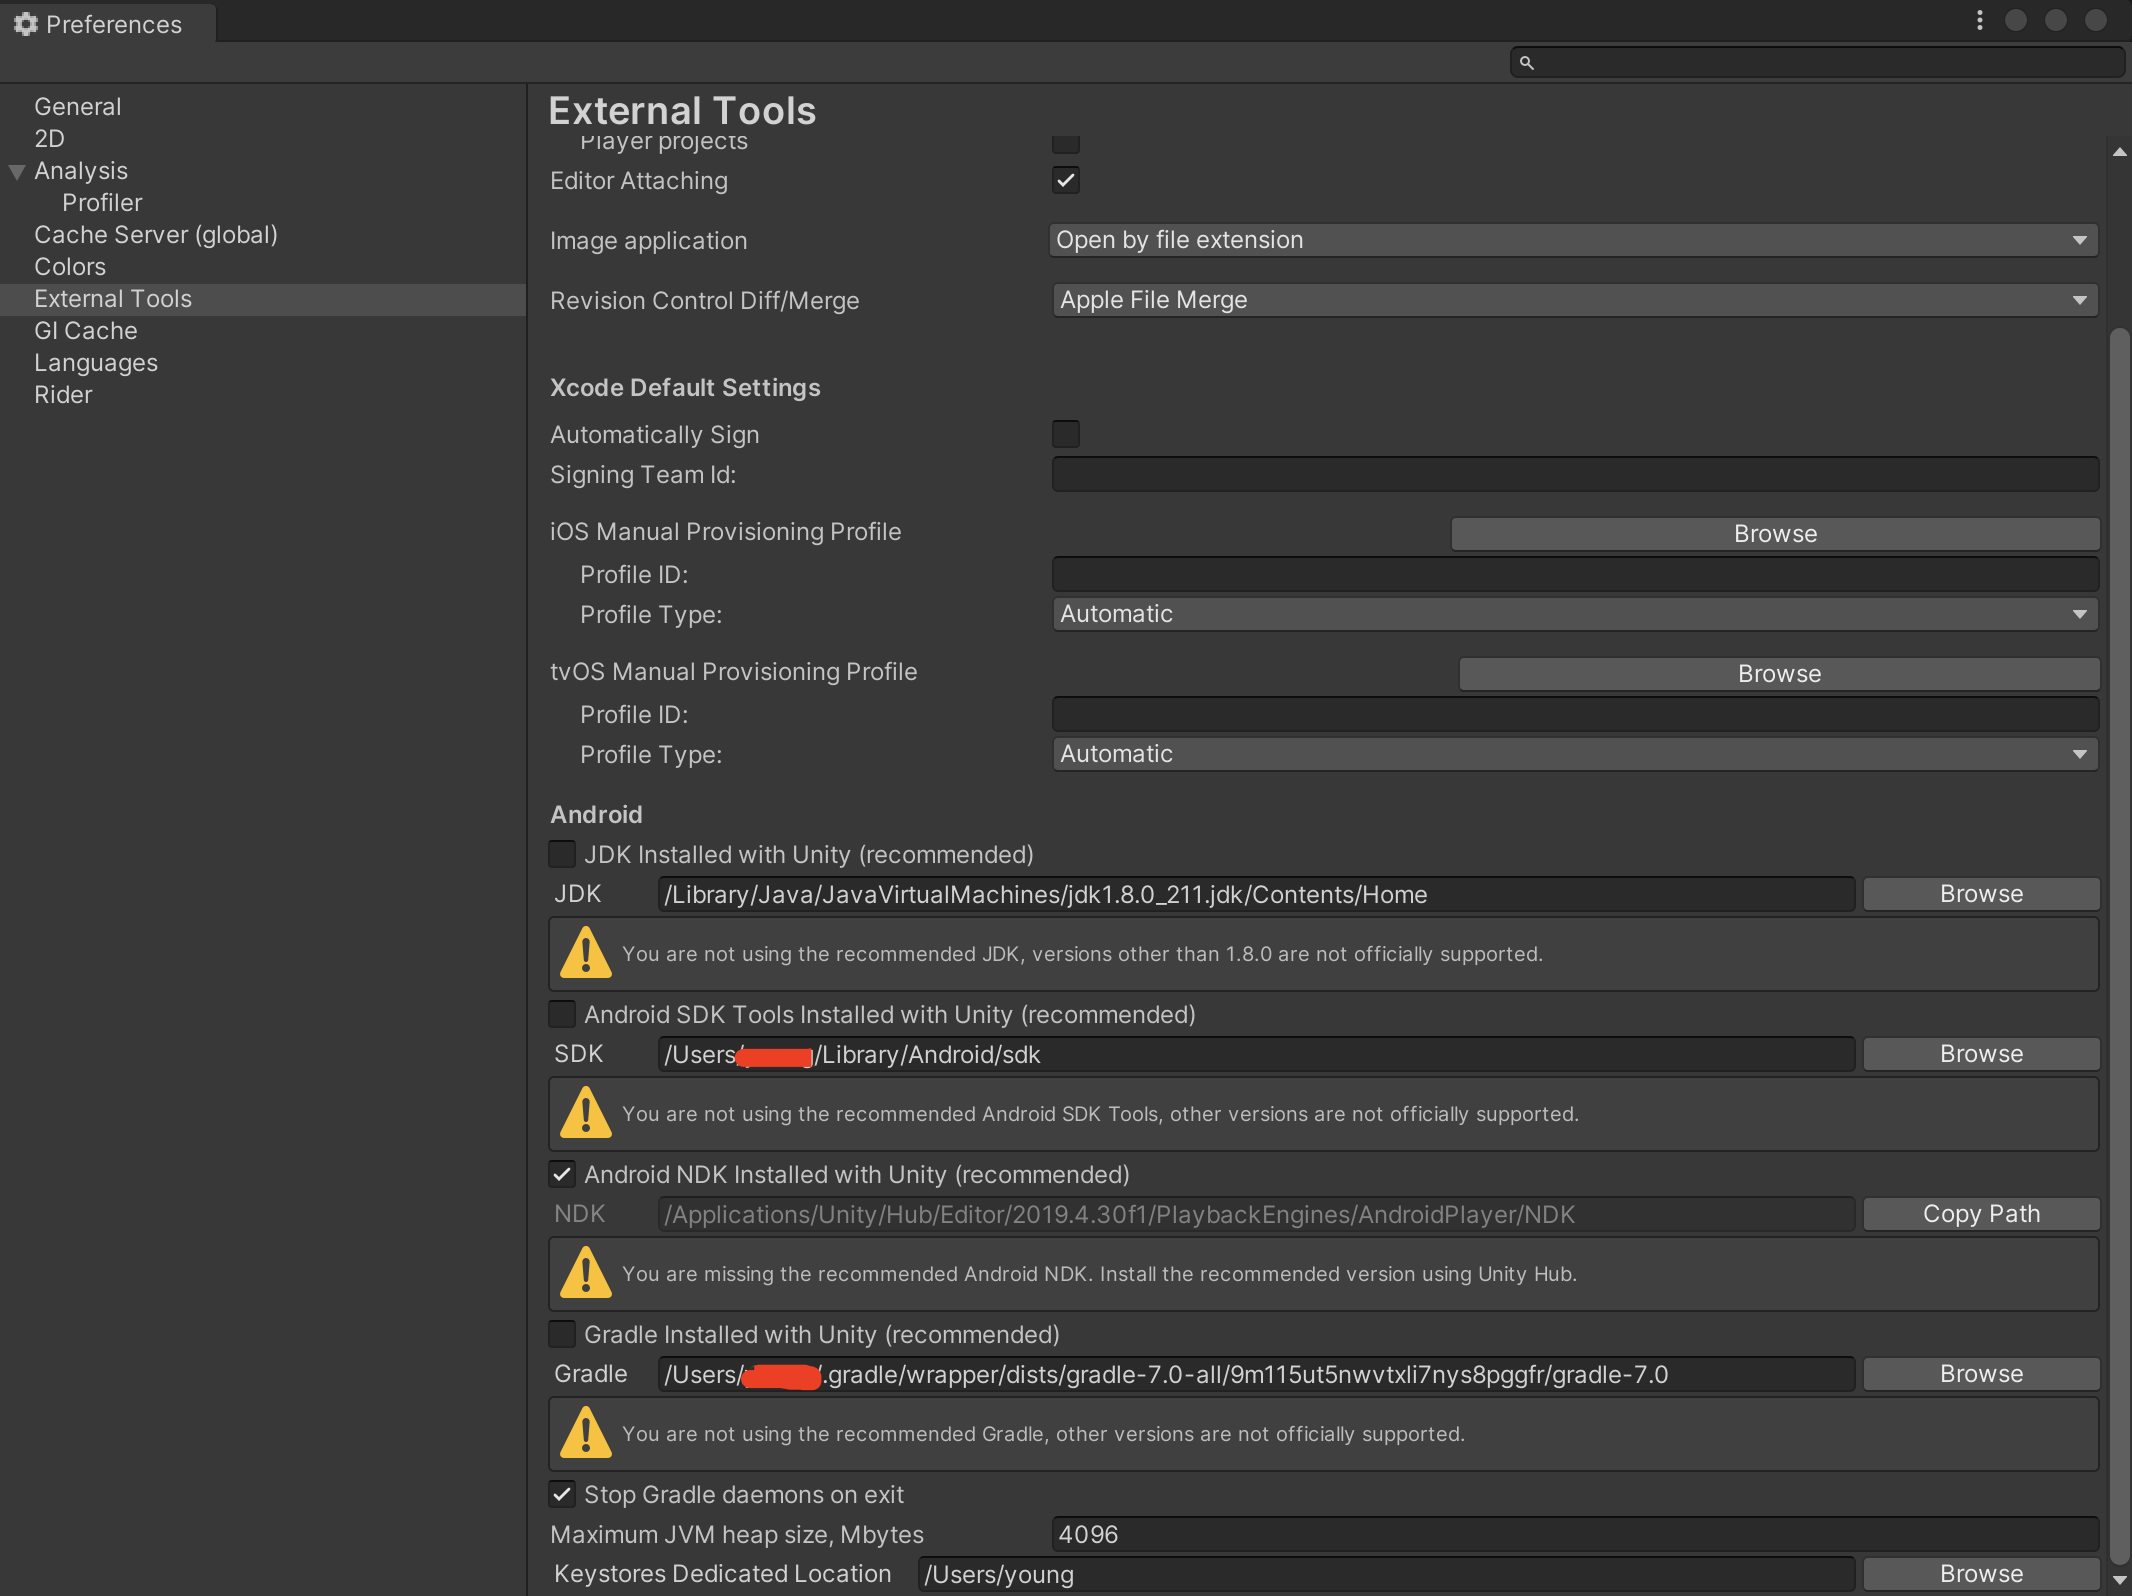 Preferences
General
2D
Analysis
Profiler
Cache Server (global)
Colors
External Tools
GI Cache
Languages
Rider
External Tools
Player projects
Editor Attaching
Image application Open by file extension
Revision Control Diff/Merge Apple File Merge
Xcode Default Settings
Automatically Sign
Signing Team Id:
iOS Manual Provisioning Profile Browse
Profile ID:
Profile Type: Automatic
tvOS Manual Provisioning Profile Browse
Profile ID:
Profile Type: Automatic
Android
JDK Installed with Unity (recommended)
JDK /Library/Java/JavaVirtualMachines/jdk1.8.0_211.jdk/Contents/Home Browse
You are not using the recommended JDK, versions other than 1.8.0 are not officially supported.
Android SDK Tools Installed with Unity (recommended)
SDK /Users/ /Library/Android/sdk Browse
You are not using the recommended Android SDK Tools, other versions are not officially supported.
Android NDK Installed with Unity (recommended)
NDK /Applications/Unity/Hub/Editor/2019.4.30f1/PlaybackEngines/AndroidPlayer/NDK Copy Path
You are missing the recommended Android NDK. Install the recommended version using Unity Hub.
Gradle Installed with Unity (recommended)
Gradle /Users/ /.gradle/wrapper/dists/gradle-7.0-all/9m115ut5nwvtxli7nys8pggfr/gradle-7.0 Browse
You are not using the recommended Gradle, other versions are not officially supported.
Stop Gradle daemons on exit
Maximum JVM heap size, Mbytes 4096
Keystores Dedicated Location /Users/young Browse